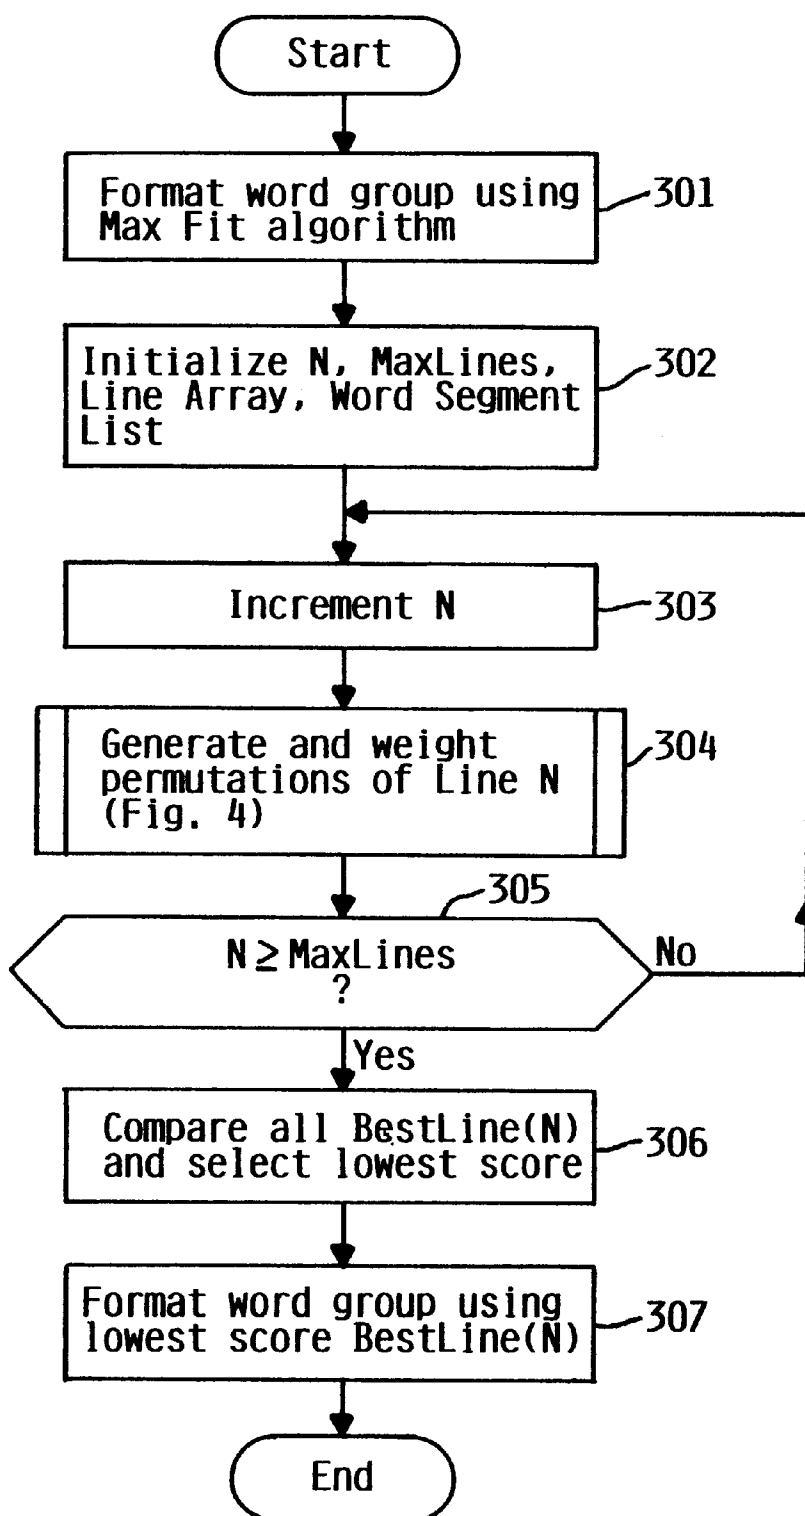 Start
Format word group using
Max Fit algorithm
301
Initialize N, MaxLines,
Line Array, Word Segment
List
302
Increment N
303
Generate and weight
permutations of Line N
(Fig. 4)
304
305
N ≥ MaxLines
?
No
Yes
Compare all BestLine(N)
and select lowest score
306
Format word group using
lowest score BestLine(N)
307
End